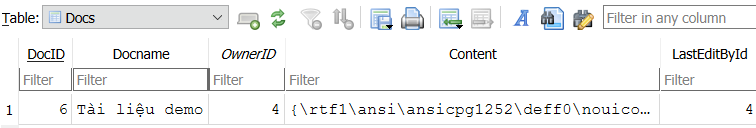 Table: Docs Filter in any column
DocID Docname OwnerID Content LastEditById
Filter Filter Filter Filter Filter
1 6 Tài liệu demo 4 {\rtf1\ansi\ansicpg1252\deff0\nouico... 4